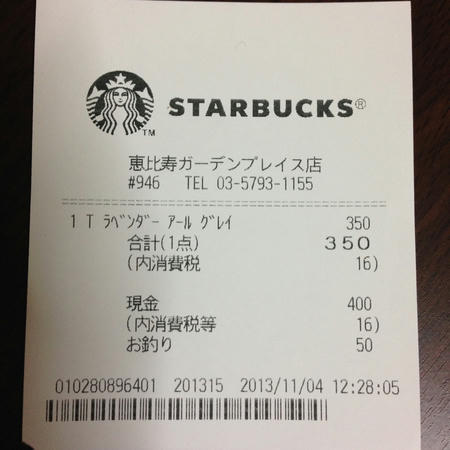 STARBUCKS®
TM
恵比寿ガーデンプレイス店
#946 TEL 03-5793-1155
1 T ﾗﾍﾞﾝﾀﾞｰ ｱｰﾙ ｸﾞﾚｲ 350
合計(1点) 350
(内消費税 16)
現金 400
(内消費税等 16)
お釣り 50
010280896401 201315 2013/11/04 12:28:05